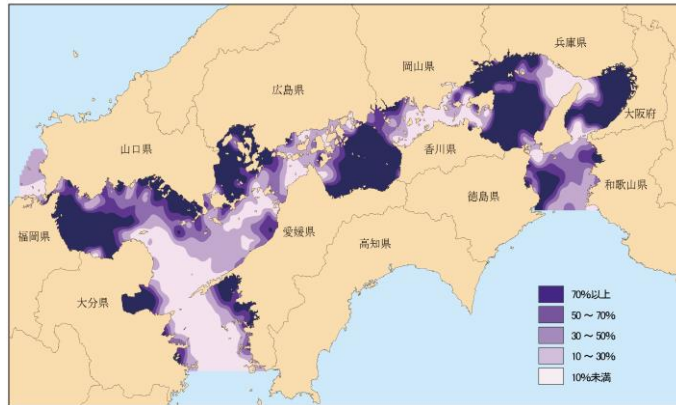 兵庫県
岡山県
広島県
大阪府
山口県
香川県
和歌山県
徳島県
福岡県
愛媛県
高知県
大分県
70%以上
50～70%
30～50%
10～30%
10%未満